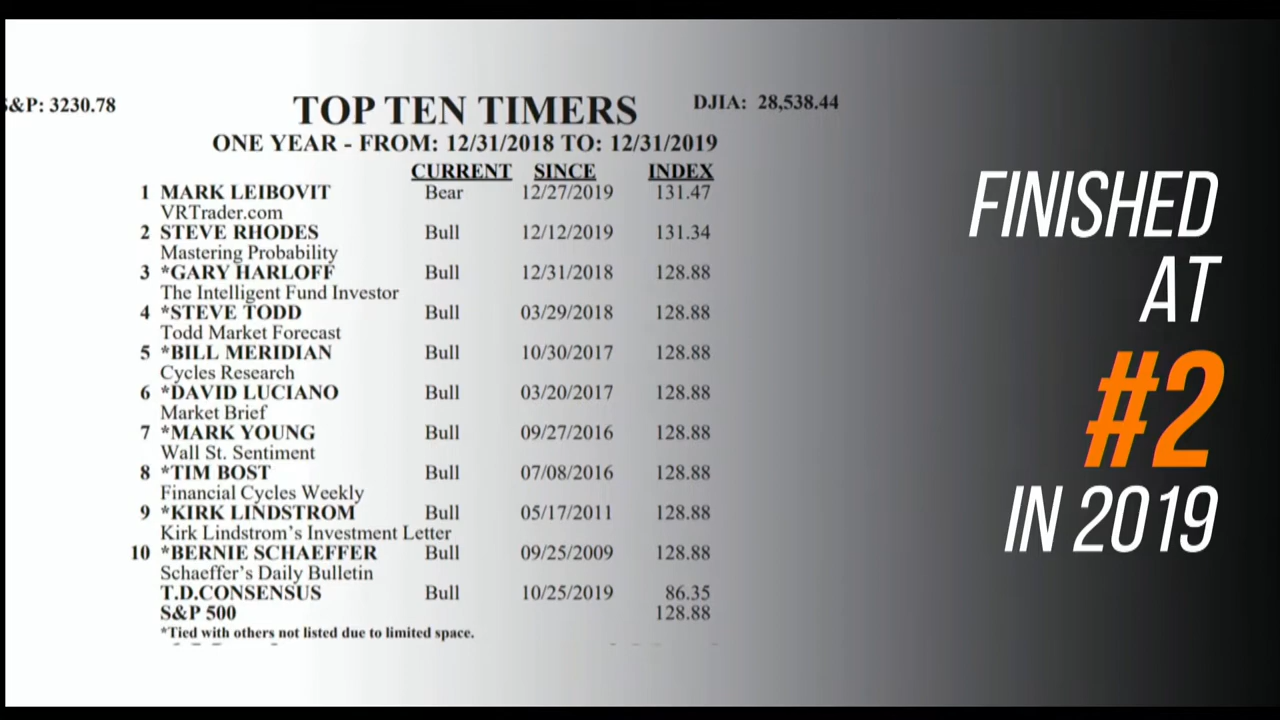 S&P: 3230.78
TOP TEN TIMERS
DJIA: 28,538.44
ONE YEAR - FROM: 12/31/2018 TO: 12/31/2019
CURRENT SINCE INDEX
1 MARK LEIBOVIT Bear 12/27/2019 131.47
VRTrader.com
2 STEVE RHODES Bull 12/12/2019 131.34
Mastering Probability
3 *GARY HARLOFF Bull 12/31/2018 128.88
The Intelligent Fund Investor
4 *STEVE TODD Bull 03/29/2018 128.88
Todd Market Forecast
5 *BILL MERIDIAN Bull 10/30/2017 128.88
Cycles Research
6 *DAVID LUCIANO Bull 03/20/2017 128.88
Market Brief
7 *MARK YOUNG Bull 09/27/2016 128.88
Wall St. Sentiment
8 *TIM BOST Bull 07/08/2016 128.88
Financial Cycles Weekly
9 *KIRK LINDSTROM Bull 05/17/2011 128.88
Kirk Lindstrom's Investment Letter
10 *BERNIE SCHAEFFER Bull 09/25/2009 128.88
Schaeffer's Daily Bulletin
T.D.CONSENSUS Bull 10/25/2019 86.35
S&P 500 128.88
*Tied with others not listed due to limited space.
FINISHED
AT
#2
IN 2019